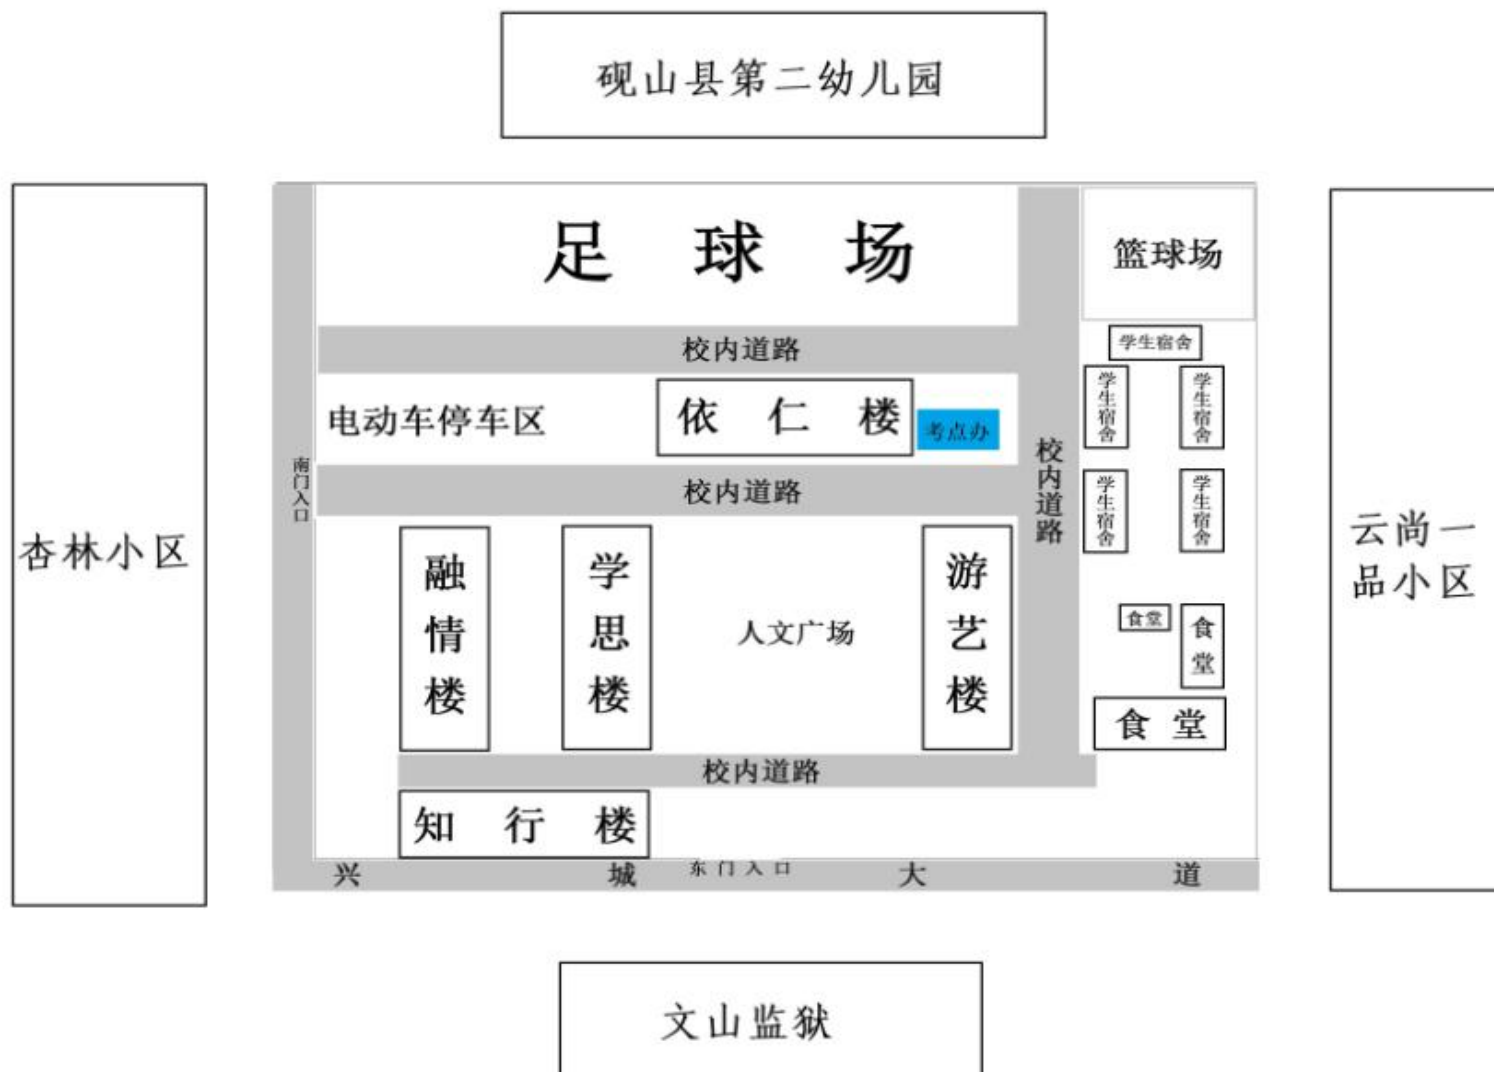 砚山县第二幼儿园
足球场
篮球场
校内道路
学生宿舍
电动车停车区
依仁楼
考点办
学生宿舍
学生宿舍
校内道路
南门入口
校内道路
学生宿舍
学生宿舍
杏林小区
融情楼
学思楼
人文广场
游艺楼
食堂
食堂
食堂
云尚一
品小区
校内道路
知行楼
东门入口
兴城大道
文山监狱